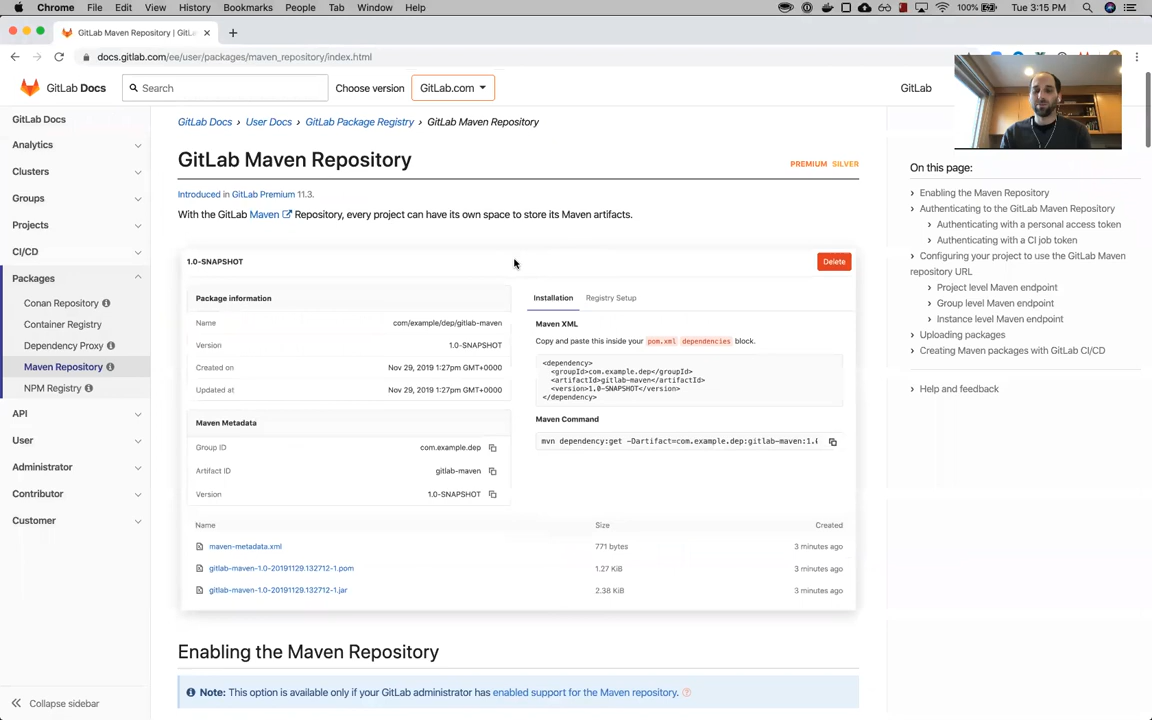 Chrome File Edit View History Bookmarks People Tab Window Help 100% Tue 3:15 PM
GitLab Maven Repository | GitL
docs.gitlab.com/ee/user/packages/maven_repository/index.html
GitLab Docs Search Choose version GitLab.com GitLab
GitLab Docs
Analytics
Clusters
Groups
Projects
CI/CD
Packages
Conan Repository
Container Registry
Dependency Proxy
Maven Repository
NPM Registry
API
User
Administrator
Contributor
Customer
Collapse sidebar
GitLab Docs › User Docs › GitLab Package Registry › GitLab Maven Repository
GitLab Maven Repository
PREMIUM SILVER
Introduced in GitLab Premium 11.3.
With the GitLab Maven Repository, every project can have its own space to store its Maven artifacts.
1.0-SNAPSHOT
Delete
Package information
Name com/example/dep/gitlab-maven
Version 1.0-SNAPSHOT
Created on Nov 29, 2019 1:27pm GMT+0000
Updated at Nov 29, 2019 1:27pm GMT+0000
Maven Metadata
Group ID com.example.dep
Artifact ID gitlab-maven
Version 1.0-SNAPSHOT
Installation Registry Setup
Maven XML
Copy and paste this inside your pom.xml dependencies block.
<dependency>
<groupId>com.example.dep</groupId>
<artifactId>gitlab-maven</artifactId>
<version>1.0-SNAPSHOT</version>
</dependency>
Maven Command
mvn dependency:get -Dartifact=com.example.dep:gitlab-maven:1.
Name Size Created
maven-metadata.xml 771 bytes 3 minutes ago
gitlab-maven-1.0-20191129.132712-1.pom 1.27 KiB 3 minutes ago
gitlab-maven-1.0-20191129.132712-1.jar 2.38 KiB 3 minutes ago
Enabling the Maven Repository
Note: This option is available only if your GitLab administrator has enabled support for the Maven repository.
On this page:
Enabling the Maven Repository
Authenticating to the GitLab Maven Repository
Authenticating with a personal access token
Authenticating with a CI job token
Configuring your project to use the GitLab Maven
repository URL
Project level Maven endpoint
Group level Maven endpoint
Instance level Maven endpoint
Uploading packages
Creating Maven packages with GitLab CI/CD
Help and feedback